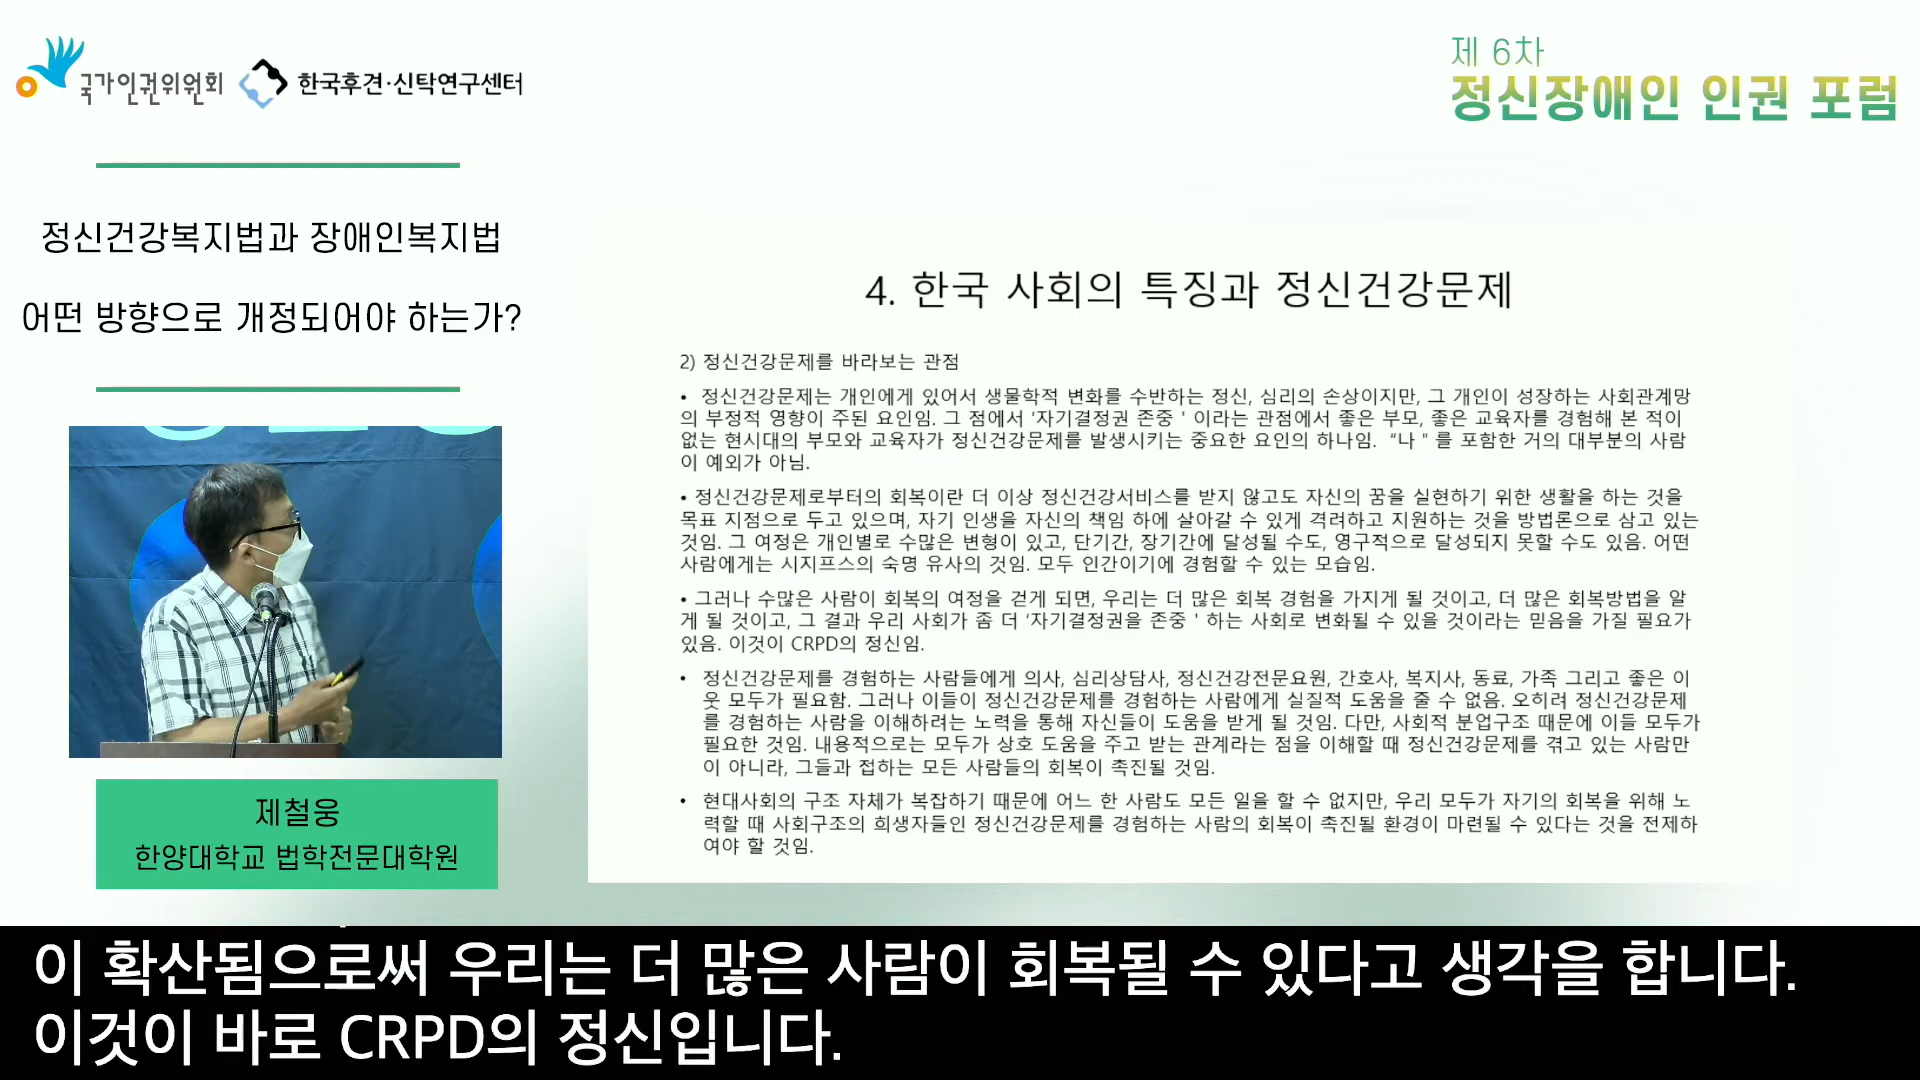 국가인권위원회
한국후견·신탁연구센터
제 6차
정신장애인 인권 포럼
정신건강복지법과 장애인복지법
어떤 방향으로 개정되어야 하는가?
제철웅
한양대학교 법학전문대학원
4. 한국 사회의 특징과 정신건강문제
2) 정신건강문제를 바라보는 관점
• 정신건강문제는 개인에게 있어서 생물학적 변화를 수반하는 정신, 심리의 손상이지만, 그 개인이 성장하는 사회관계망
의 부정적 영향이 주된 요인임. 그 점에서 ‘자기결정권 존중 ' 이라는 관점에서 좋은 부모, 좋은 교육자를 경험해 본 적이
없는 현시대의 부모와 교육자가 정신건강문제를 발생시키는 중요한 요인의 하나임. “나 " 를 포함한 거의 대부분의 사람
이 예외가 아님.
• 정신건강문제로부터의 회복이란 더 이상 정신건강서비스를 받지 않고도 자신의 꿈을 실현하기 위한 생활을 하는 것을
목표 지점으로 두고 있으며, 자기 인생을 자신의 책임 하에 살아갈 수 있게 격려하고 지원하는 것을 방법론으로 삼고 있는
것임. 그 여정은 개인별로 수많은 변형이 있고, 단기간, 장기간에 달성될 수도, 영구적으로 달성되지 못할 수도 있음. 어떤
사람에게는 시지프스의 숙명 유사의 것임. 모두 인간이기에 경험할 수 있는 모습임.
• 그러나 수많은 사람이 회복의 여정을 걷게 되면, 우리는 더 많은 회복 경험을 가지게 될 것이고, 더 많은 회복방법을 알
게 될 것이고, 그 결과 우리 사회가 좀 더 ‘자기결정권을 존중 ' 하는 사회로 변화될 수 있을 것이라는 믿음을 가질 필요가
있음. 이것이 CRPD의 정신임.
• 정신건강문제를 경험하는 사람들에게 의사, 심리상담사, 정신건강전문요원, 간호사, 복지사, 동료, 가족 그리고 좋은 이
웃 모두가 필요함. 그러나 이들이 정신건강문제를 경험하는 사람에게 실질적 도움을 줄 수 없음. 오히려 정신건강문제
를 경험하는 사람을 이해하려는 노력을 통해 자신들이 도움을 받게 될 것임. 다만, 사회적 분업구조 때문에 이들 모두가
필요한 것임. 내용적으로는 모두가 상호 도움을 주고 받는 관계라는 점을 이해할 때 정신건강문제를 겪고 있는 사람만
이 아니라, 그들과 접하는 모든 사람들의 회복이 촉진될 것임.
• 현대사회의 구조 자체가 복잡하기 때문에 어느 한 사람도 모든 일을 할 수 없지만, 우리 모두가 자기의 회복을 위해 노
력할 때 사회구조의 희생자들인 정신건강문제를 경험하는 사람의 회복이 촉진될 환경이 마련될 수 있다는 것을 전제하
여야 할 것임.
이 확산됨으로써 우리는 더 많은 사람이 회복될 수 있다고 생각을 합니다.
이것이 바로 CRPD의 정신입니다.